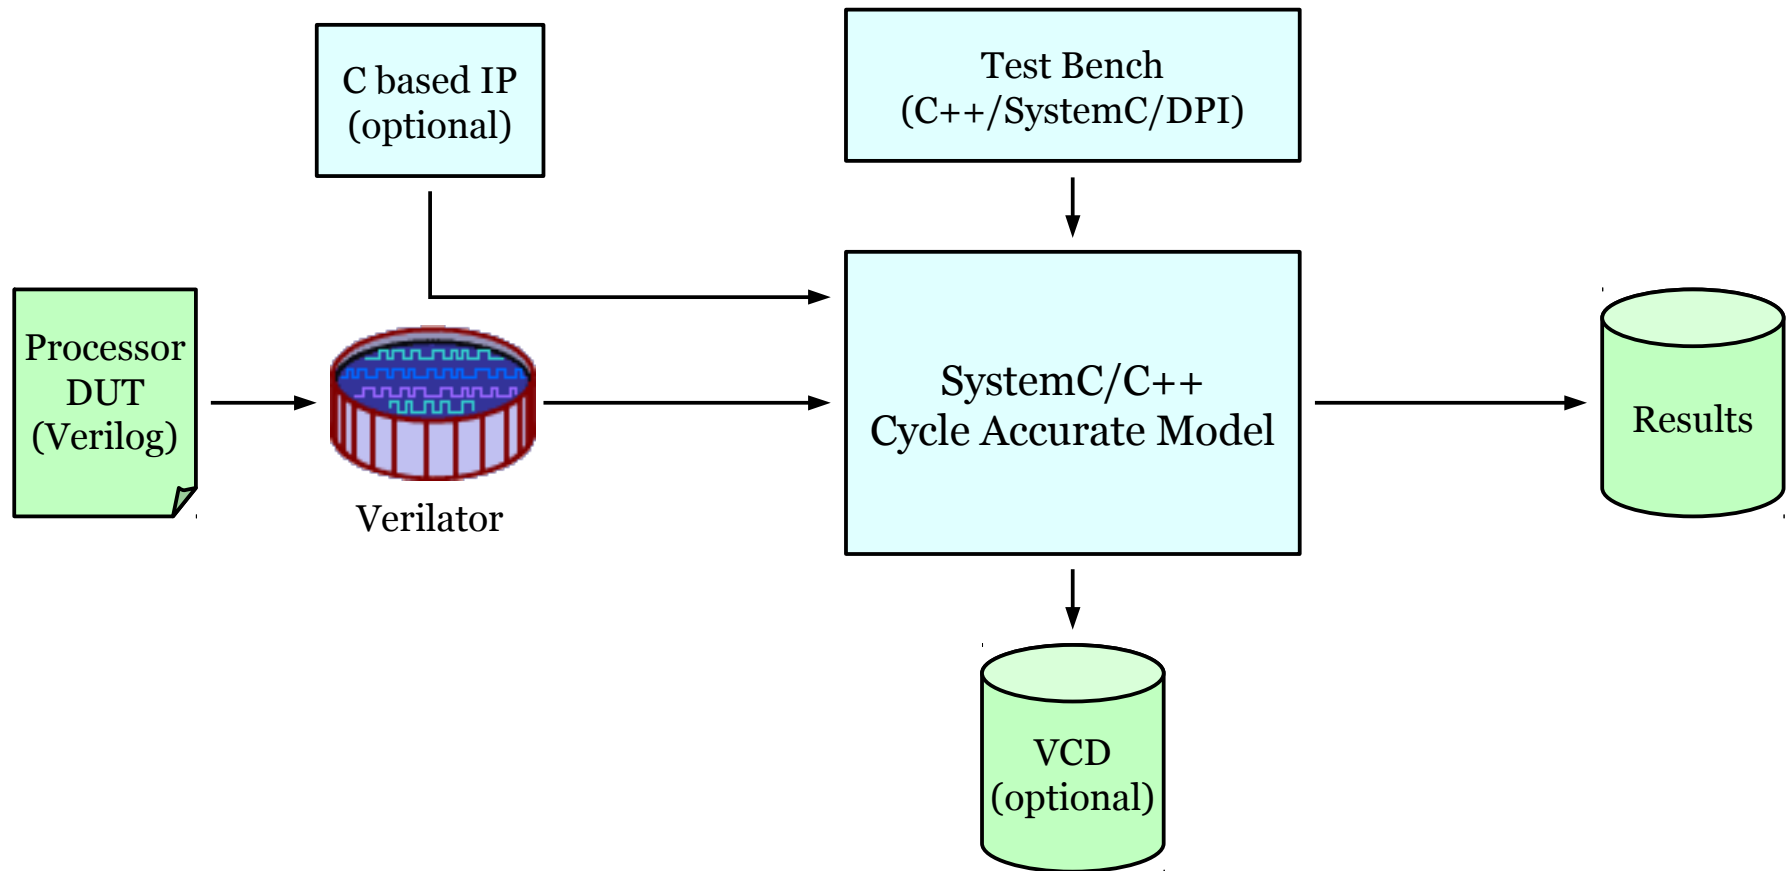 C based IP
(optional)
Test Bench
(C++/SystemC/DPI)
Processor
DUT
(Verilog)
Verilator
SystemC/C++
Cycle Accurate Model
Results
VCD
(optional)